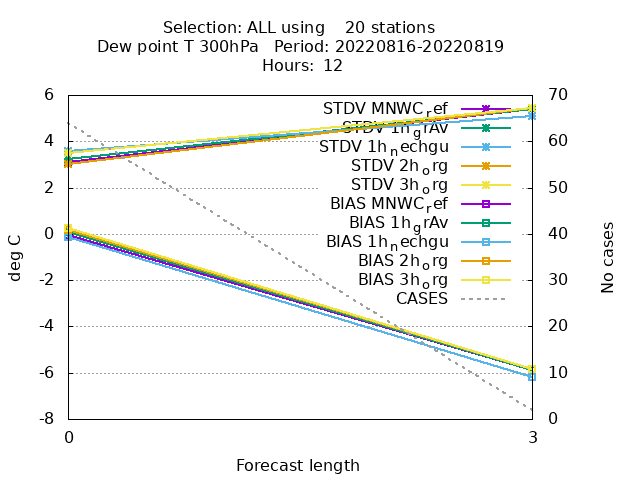 Selection: ALL using 20 stations
Dew point T 300hPa Period: 20220816-20220819
Hours: 12
6
4
2
0
-2
-4
-6
-8
deg C
70
60
50
40
30
20
10
0
No cases
STDV MNWC_ref
STDV 1h_grAv
STDV 1h_nechgu
STDV 2h_org
STDV 3h_org
BIAS MNWC_ref
BIAS 1h_grAv
BIAS 1h_nechgu
BIAS 2h_org
BIAS 3h_org
CASES
0
3
Forecast length